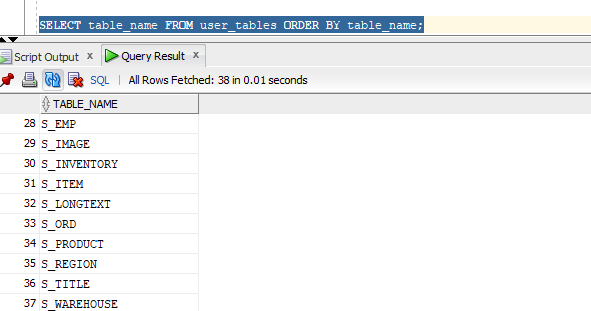 SELECT table_name FROM user_tables ORDER BY table_name;
Script Output x Query Result x
SQL | All Rows Fetched: 38 in 0.01 seconds
TABLE_NAME
28 S_EMP
29 S_IMAGE
30 S_INVENTORY
31 S_ITEM
32 S_LONGTEXT
33 S_ORD
34 S_PRODUCT
35 S_REGION
36 S_TITLE
37 S_WAREHOUSE